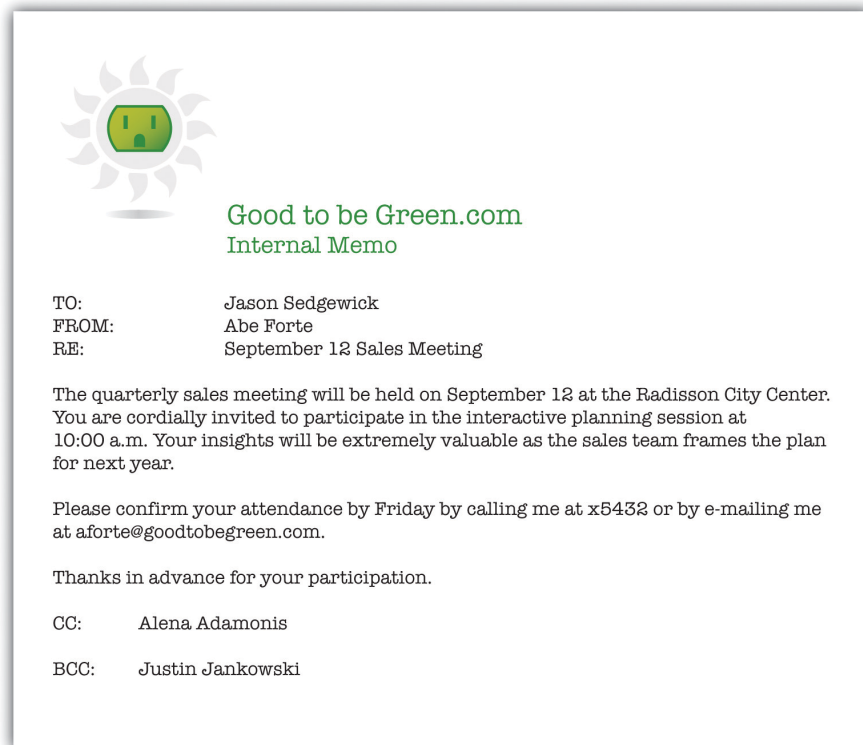 Good to be Green.com
Internal Memo
TO: Jason Sedgewick
FROM: Abe Forte
RE: September 12 Sales Meeting
The quarterly sales meeting will be held on September 12 at the Radisson City Center.
You are cordially invited to participate in the interactive planning session at
10:00 a.m. Your insights will be extremely valuable as the sales team frames the plan
for next year.
Please confirm your attendance by Friday by calling me at x5432 or by e-mailing me
at aforte@goodtobegreen.com.
Thanks in advance for your participation.
CC: Alena Adamonis
BCC: Justin Jankowski